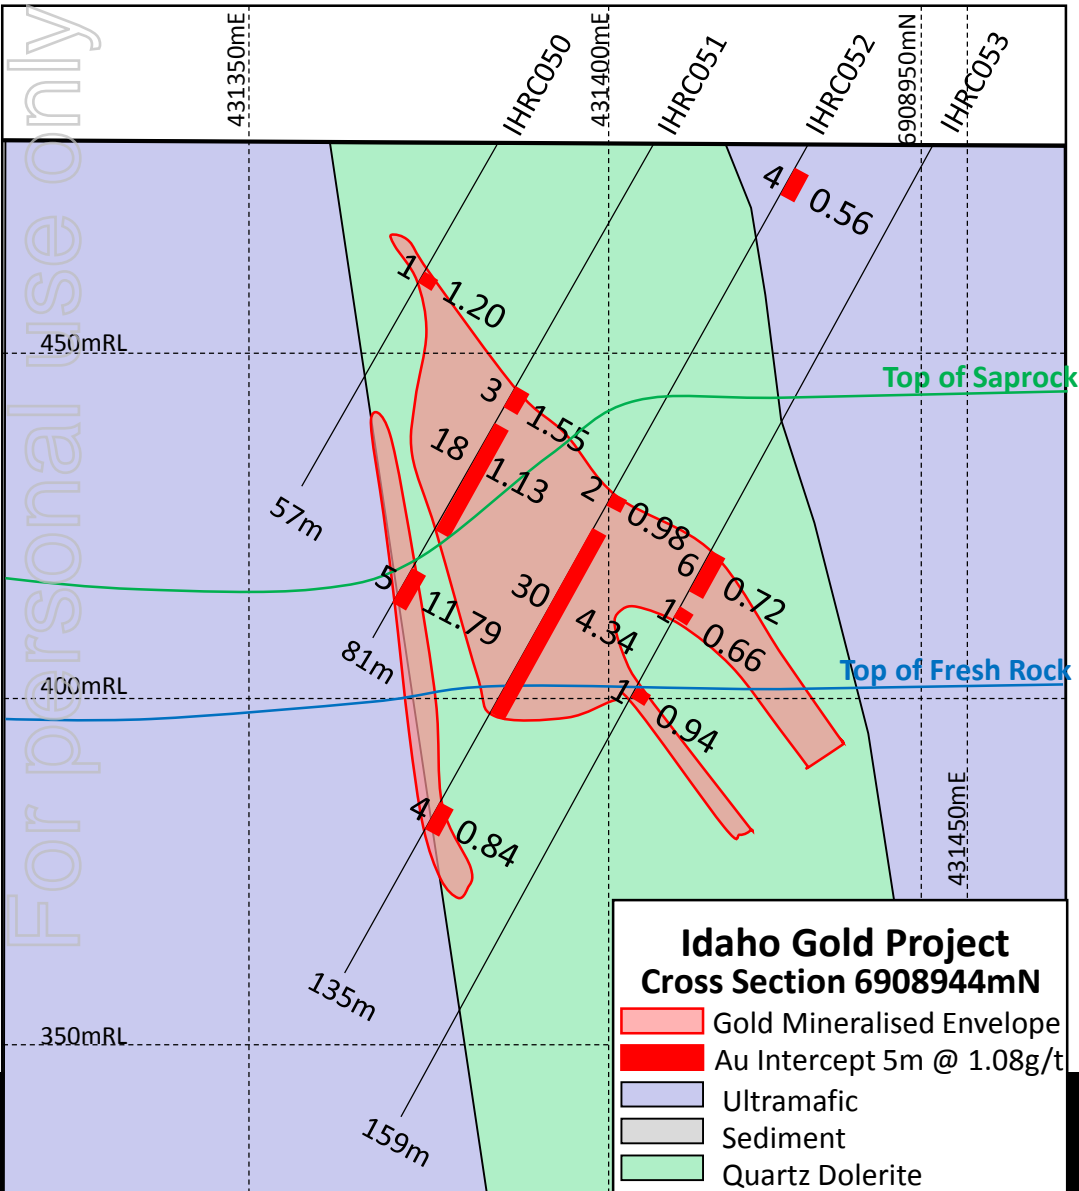 For personal use only
431350mE
IHRC050
431400mE
IHRC051
IHRC052
6908950mN
IHRC053
4
0.56
1
1.20
450mRL
Top of Saprock
3
1.55
18
1.13
2
0.98
57m
5
11.79
30
4.34
6
0.72
1
0.66
81m
400mRL
Top of Fresh Rock
1
0.94
4
0.84
431450mE
135m
350mRL
159m
Idaho Gold Project
Cross Section 6908944mN
Gold Mineralised Envelope
Au Intercept 5m @ 1.08g/t
Ultramafic
Sediment
Quartz Dolerite